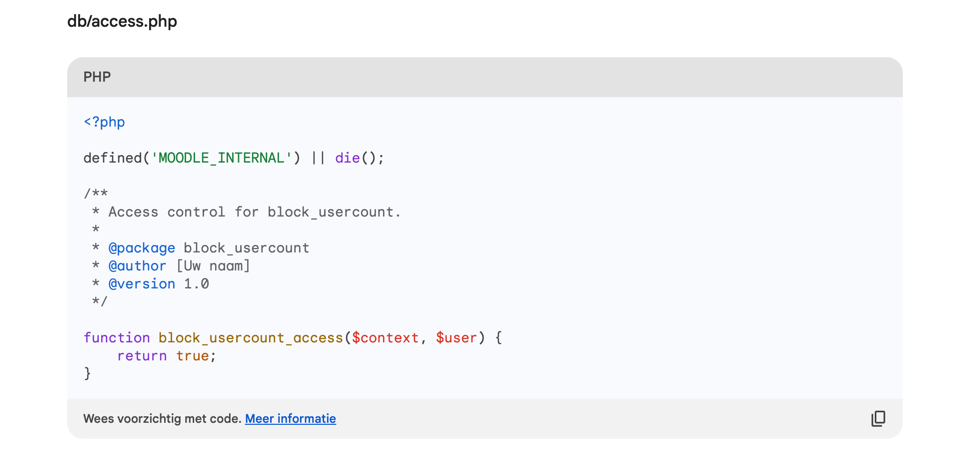 db/access.php
PHP
<?php
defined('MOODLE_INTERNAL') || die();
/**
 * Access control for block_usercount.
 *
 * @package block_usercount
 * @author [Uw naam]
 * @version 1.0
 */
function block_usercount_access($context, $user) {
    return true;
}
Wees voorzichtig met code. Meer informatie